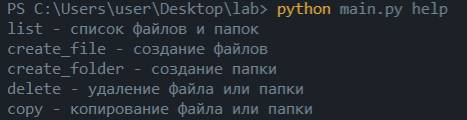 PS C:\Users\user\Desktop\lab> python main.py help
list - список файлов и папок
create_file - создание файлов
create_folder - создание папки
delete - удаление файла или папки
copy - копирование файла или папки